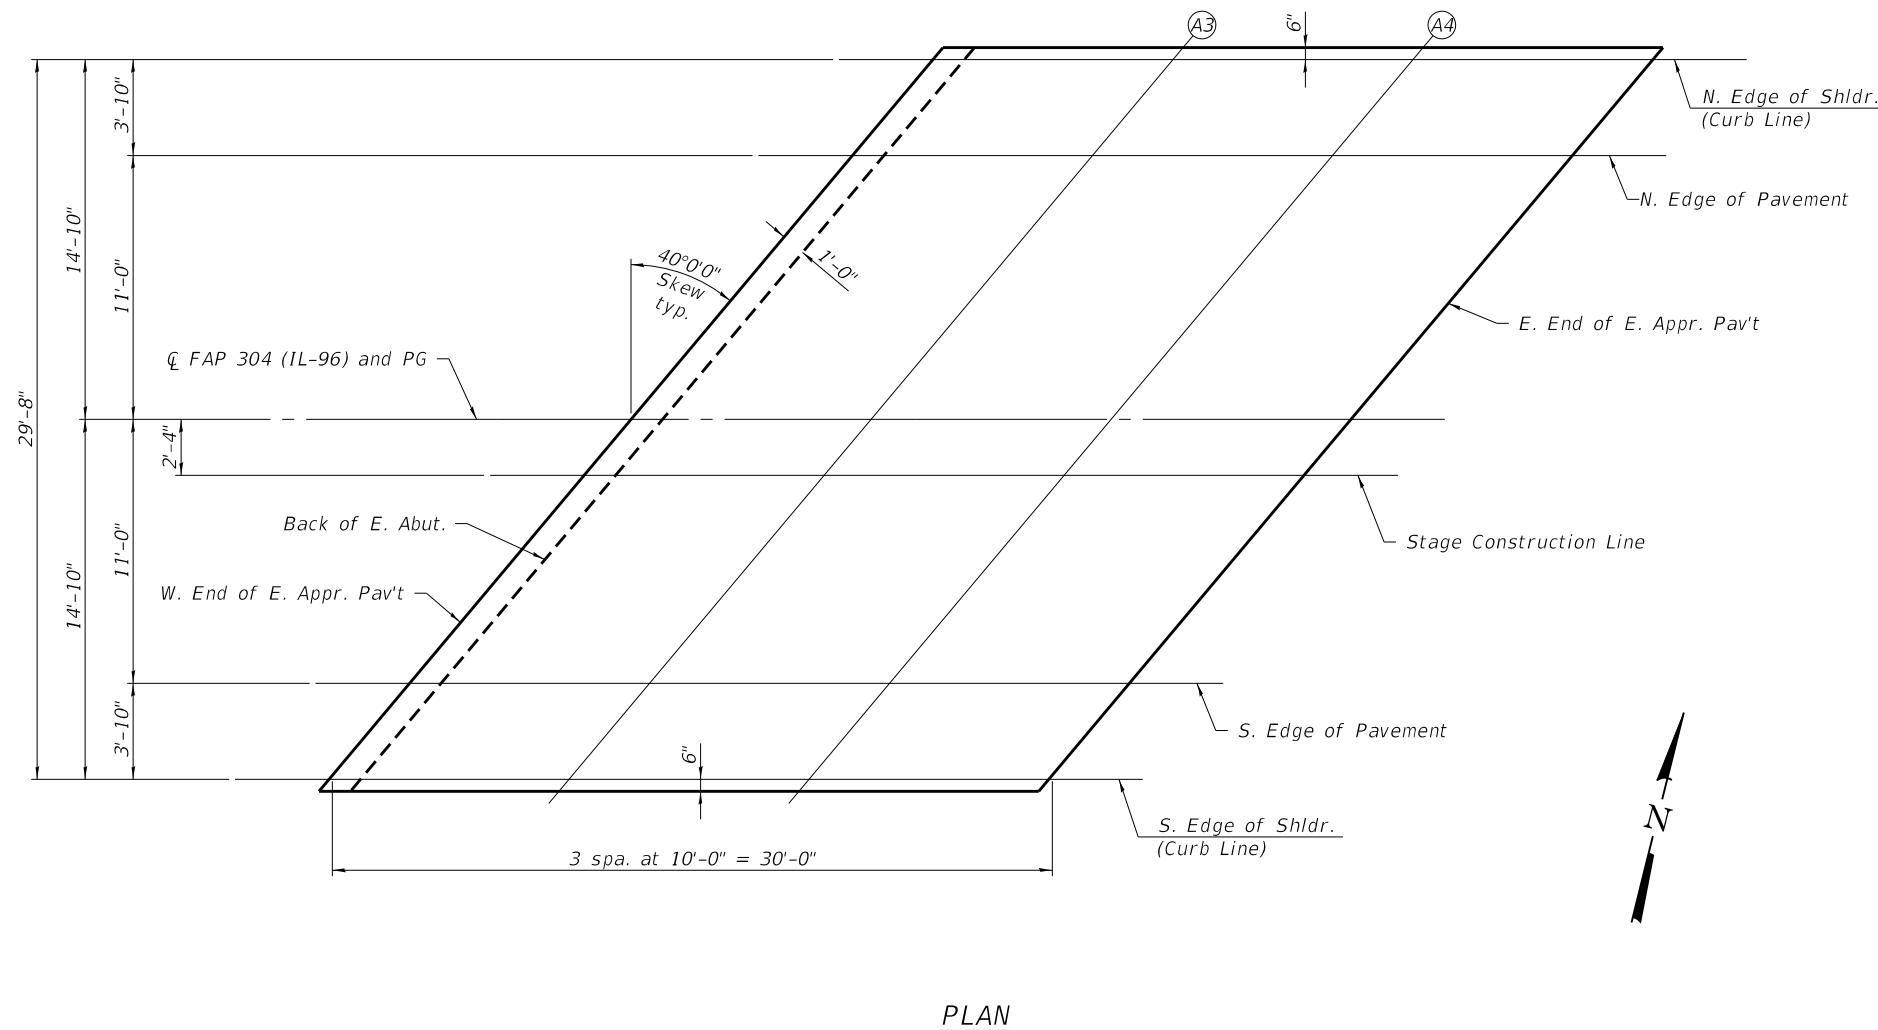 A3
A4
6"
N. Edge of Shldr.
(Curb Line)
3'-10"
N. Edge of Pavement
14'-10"
11'-0"
40°0'0"
Skew
typ.
1'-0"
E. End of E. Appr. Pav't
℄ FAP 304 (IL-96) and PG
29'-8"
2'-4"
Stage Construction Line
Back of E. Abut.
11'-0"
14'-10"
W. End of E. Appr. Pav't
3'-10"
S. Edge of Pavement
6"
S. Edge of Shldr.
(Curb Line)
3 spa. at 10'-0" = 30'-0"
N
PLAN